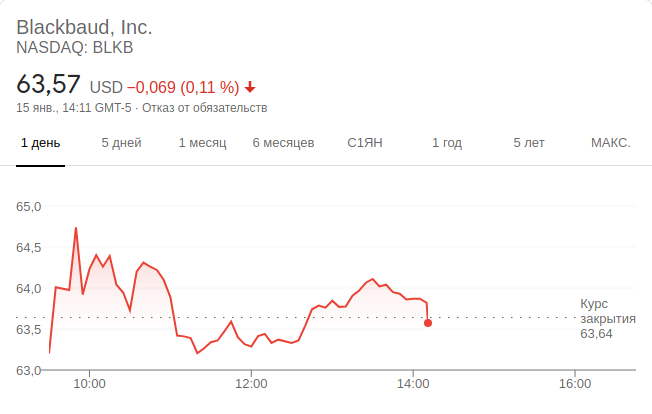 Blackbaud, Inc.
NASDAQ: BLKB
63,57 USD −0,069 (0,11 %)
15 янв., 14:11 GMT-5 · Отказ от обязательств
1 день 5 дней 1 месяц 6 месяцев С1ЯН 1 год 5 лет МАКС.
65,0
64,5
64,0
63,5
63,0
Курс
закрытия
63,64
10:00 12:00 14:00 16:00